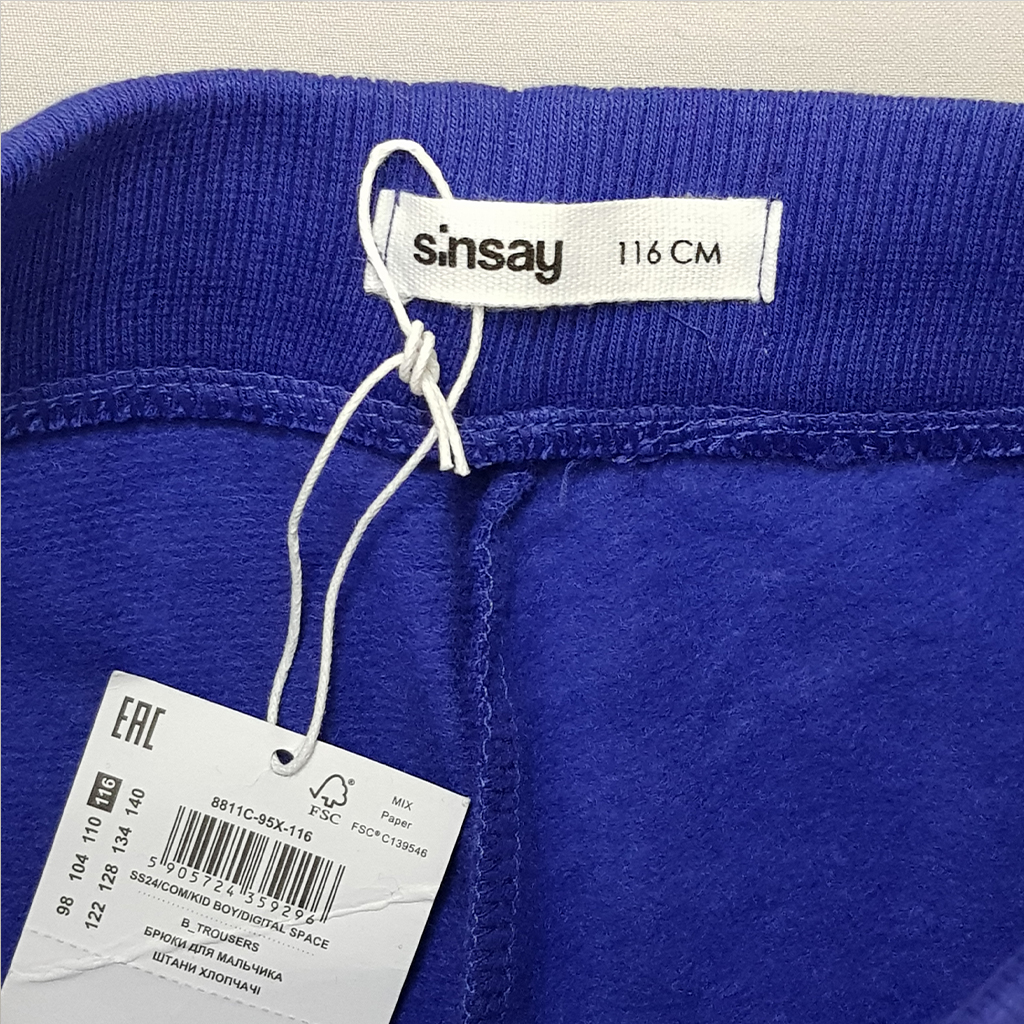 sinsay 116 CM
EAC
FSC®
MIX
Paper
FSC® C139546
98 104 110 116
122 128 134 140
8811C-95X-116
5 905724 359296
SS24/COM/KID BOY/DIGITAL SPACE
B_TROUSERS
БРЮКИ ДЛЯ МАЛЬЧИКА
ШТАНИ ХЛОПЧАЧІ